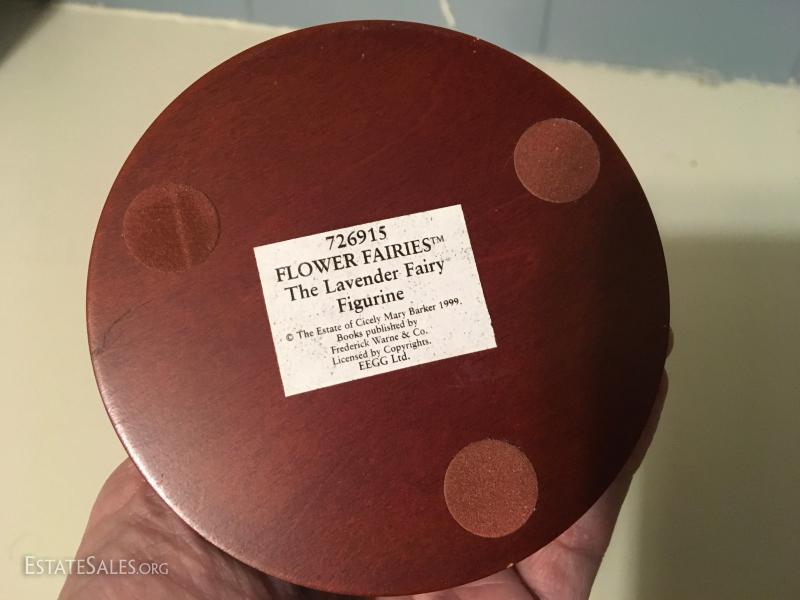 726915
FLOWER FAIRIES™
The Lavender Fairy
Figurine
© The Estate of Cicely Mary Barker 1999.
Books published by
Frederick Warne & Co.
Licensed by Copyrights.
EEGG Ltd.
ESTATESALES.ORG